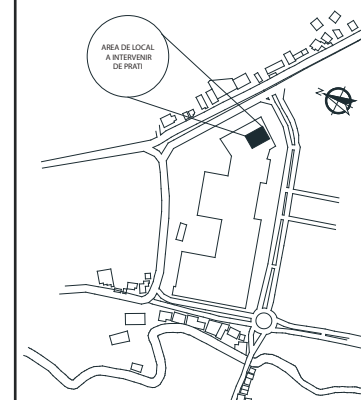 AREA DE LOCAL
A INTERVENIR
DE PRATI
N